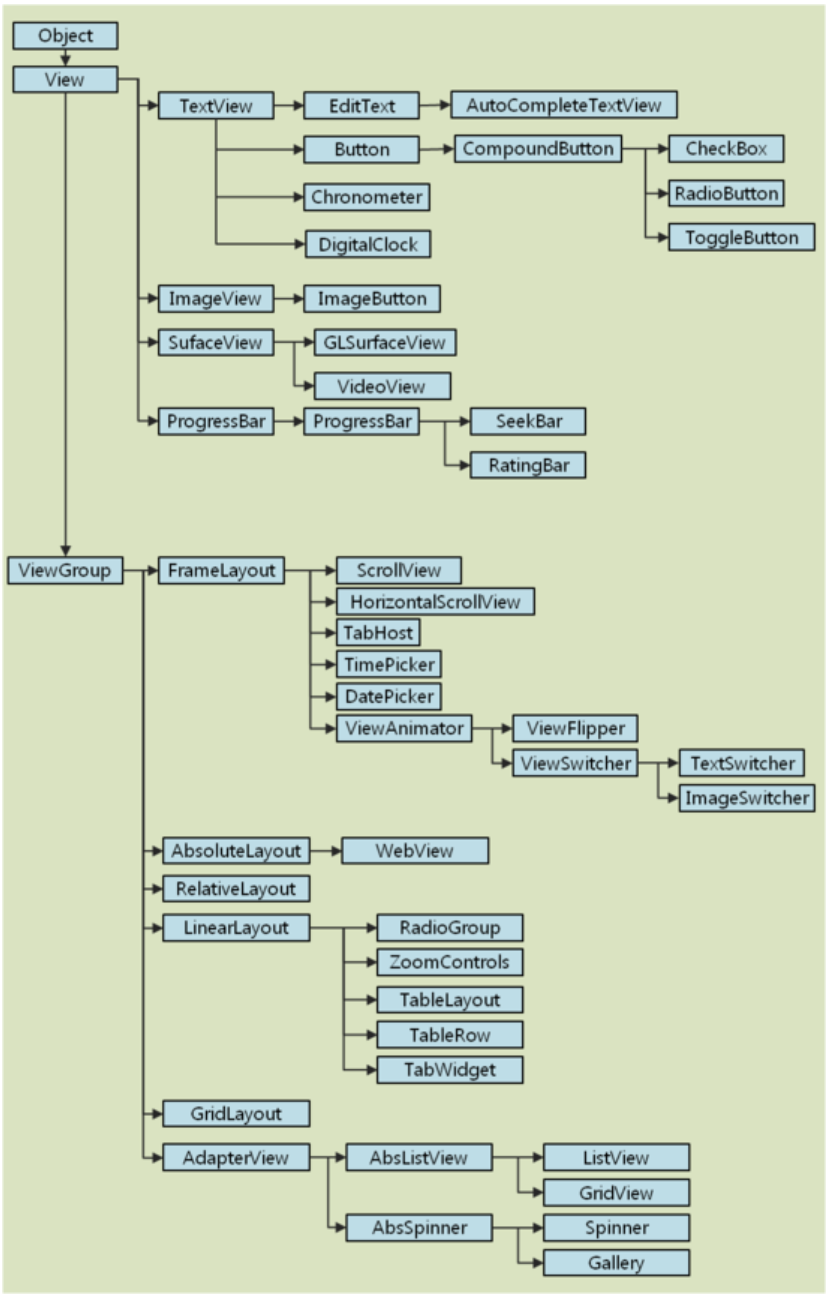 Object
View
TextView
EditText
AutoCompleteTextView
Button
CompoundButton
CheckBox
Chronometer
RadioButton
DigitalClock
ToggleButton
ImageView
ImageButton
SufaceView
GLSurfaceView
VideoView
ProgressBar
ProgressBar
SeekBar
RatingBar
ViewGroup
FrameLayout
ScrollView
HorizontalScrollView
TabHost
TimePicker
DatePicker
ViewAnimator
ViewFlipper
ViewSwitcher
TextSwitcher
ImageSwitcher
AbsoluteLayout
WebView
RelativeLayout
LinearLayout
RadioGroup
ZoomControls
TableLayout
TableRow
TabWidget
GridLayout
AdapterView
AbsListView
ListView
GridView
AbsSpinner
Spinner
Gallery